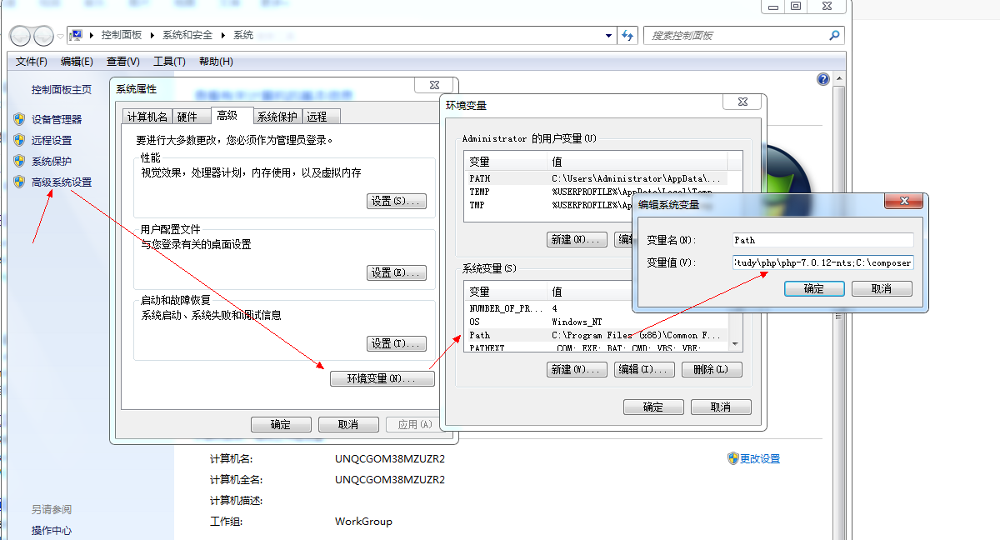 控制面板 系统和安全 系统
搜索控制面板
文件(F) 编辑(E) 查看(V) 工具(T) 帮助(H)
控制面板主页
设备管理器
远程设置
系统保护
高级系统设置
另请参阅
操作中心
系统属性
计算机名 硬件 高级 系统保护 远程
要进行大多数更改，您必须作为管理员登录。
性能
视觉效果，处理器计划，内存使用，以及虚拟内存
设置(S)...
用户配置文件
与您登录有关的桌面设置
设置(E)...
启动和故障恢复
系统启动、系统失败和调试信息
设置(T)...
环境变量(N)...
确定 取消 应用(A)
环境变量
Administrator 的用户变量(U)
变量 值
PATH C:\Users\Administrator\AppData\...
TEMP %USERPROFILE%\AppData\Local\Temp
TMP %USERPROFILE%\AppData\
新建(N)... 编辑
系统变量(S)
变量 值
NUMBER_OF_PR... 4
OS Windows_NT
Path C:\Program Files (x86)\Common F...
PATHEXT .COM;.EXE;.BAT;.CMD;.VBS;.VBE;
新建(W)... 编辑(I)... 删除(L)
确定 取消
编辑系统变量
变量名(N): Path
变量值(V): tudy\php\php-7.0.12-nts;C:\composer
确定 取消
计算机名: UNQCGOM38MZUZR2
更改设置
计算机全名: UNQCGOM38MZUZR2
计算机描述:
工作组: WorkGroup